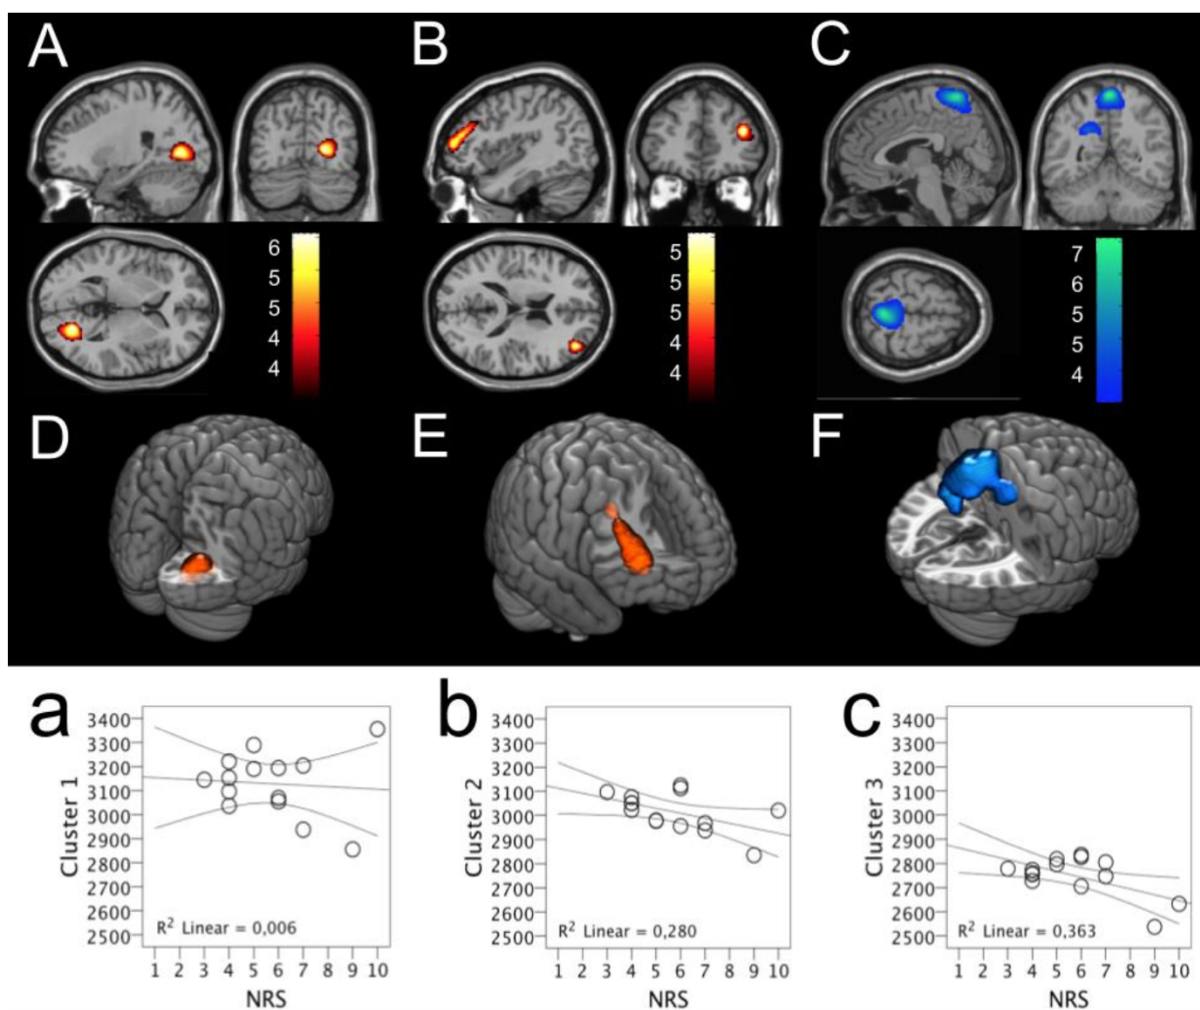 A
B
C
6
5
5
4
4
5
5
5
4
4
7
6
5
5
4
D
E
F
a
Cluster 1
3400
3300
3200
3100
3000
2900
2800
2700
2600
2500
R² Linear = 0,006
1 2 3 4 5 6 7 8 9 10
NRS
b
Cluster 2
3400
3300
3200
3100
3000
2900
2800
2700
2600
2500
R² Linear = 0,280
1 2 3 4 5 6 7 8 9 10
NRS
c
Cluster 3
3400
3300
3200
3100
3000
2900
2800
2700
2600
2500
R² Linear = 0,363
1 2 3 4 5 6 7 8 9 10
NRS